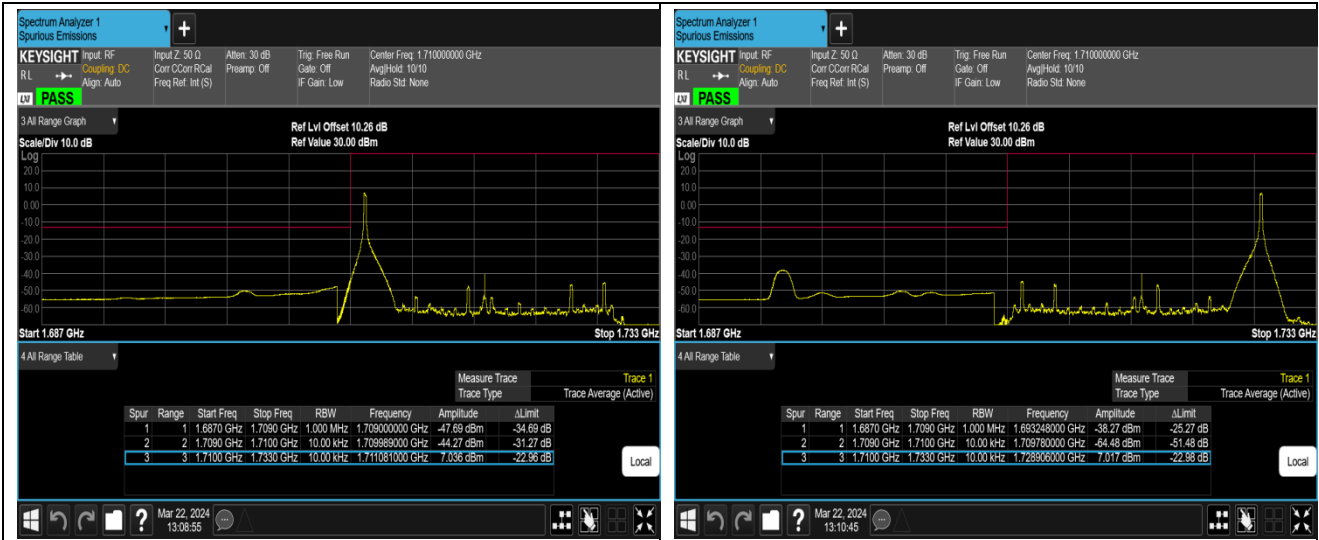 Spectrum Analyzer 1
Spurious Emissions
+
KEYSIGHT Input: RF Input Z: 50 Ω Atten: 30 dB Trig: Free Run Center Freq: 1.710000000 GHz
RL Coupling: DC Corr CCorr RCal Preamp: Off Gate: Off Avg|Hold: 10/10
Align: Auto Freq Ref: Int (S) IF Gain: Low Radio Std: None
LXI PASS
3 All Range Graph
Ref Lvl Offset 10.26 dB
Scale/Div 10.0 dB Ref Value 30.00 dBm
Log
20.0
10.0
0.00
-10.0
-20.0
-30.0
-40.0
-50.0
-60.0
Start 1.687 GHz Stop 1.733 GHz
4 All Range Table
Measure Trace Trace 1
Trace Type Trace Average (Active)
Spur Range Start Freq Stop Freq RBW Frequency Amplitude ΔLimit
1 1 1.6870 GHz 1.7090 GHz 1.000 MHz 1.709000000 GHz -47.69 dBm -34.69 dB
2 2 1.7090 GHz 1.7100 GHz 10.00 kHz 1.709989000 GHz -44.27 dBm -31.27 dB
3 3 1.7100 GHz 1.7330 GHz 10.00 kHz 1.711081000 GHz 7.036 dBm -22.96 dB
Local
? Mar 22, 2024
13:08:55
Spectrum Analyzer 1
Spurious Emissions
+
KEYSIGHT Input: RF Input Z: 50 Ω Atten: 30 dB Trig: Free Run Center Freq: 1.710000000 GHz
RL Coupling: DC Corr CCorr RCal Preamp: Off Gate: Off Avg|Hold: 10/10
Align: Auto Freq Ref: Int (S) IF Gain: Low Radio Std: None
LXI PASS
3 All Range Graph
Ref Lvl Offset 10.26 dB
Scale/Div 10.0 dB Ref Value 30.00 dBm
Log
20.0
10.0
0.00
-10.0
-20.0
-30.0
-40.0
-50.0
-60.0
Start 1.687 GHz Stop 1.733 GHz
4 All Range Table
Measure Trace Trace 1
Trace Type Trace Average (Active)
Spur Range Start Freq Stop Freq RBW Frequency Amplitude ΔLimit
1 1 1.6870 GHz 1.7090 GHz 1.000 MHz 1.693248000 GHz -38.27 dBm -25.27 dB
2 2 1.7090 GHz 1.7100 GHz 10.00 kHz 1.709780000 GHz -64.48 dBm -51.48 dB
3 3 1.7100 GHz 1.7330 GHz 10.00 kHz 1.728906000 GHz 7.017 dBm -22.98 dB
Local
? Mar 22, 2024
13:10:45